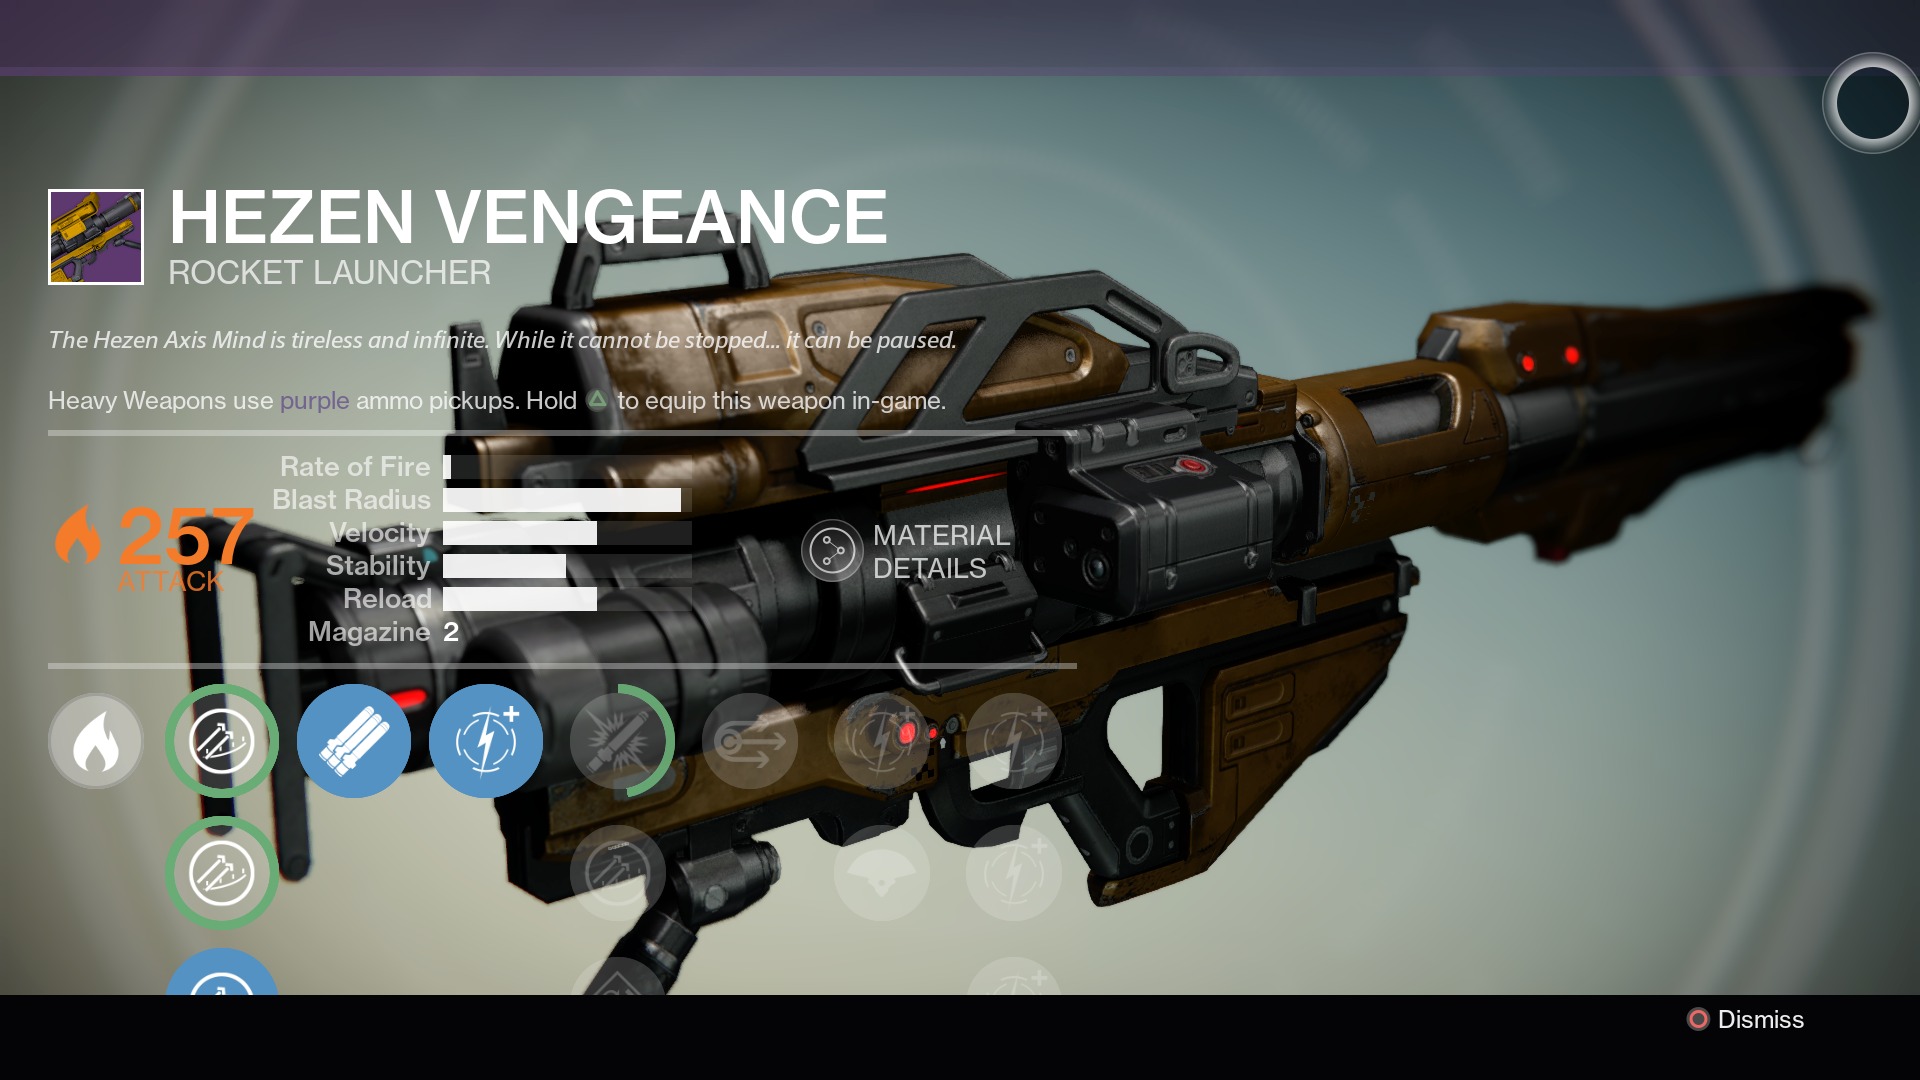 HEZEN VENGEANCE
ROCKET LAUNCHER
The Hezen Axis Mind is tireless and infinite. While it cannot be stopped... it can be paused.
Heavy Weapons use purple ammo pickups. Hold to equip this weapon in-game.
257
ATTACK
Rate of Fire
Blast Radius
Velocity
Stability
Reload
Magazine 2
MATERIAL
DETAILS
Dismiss